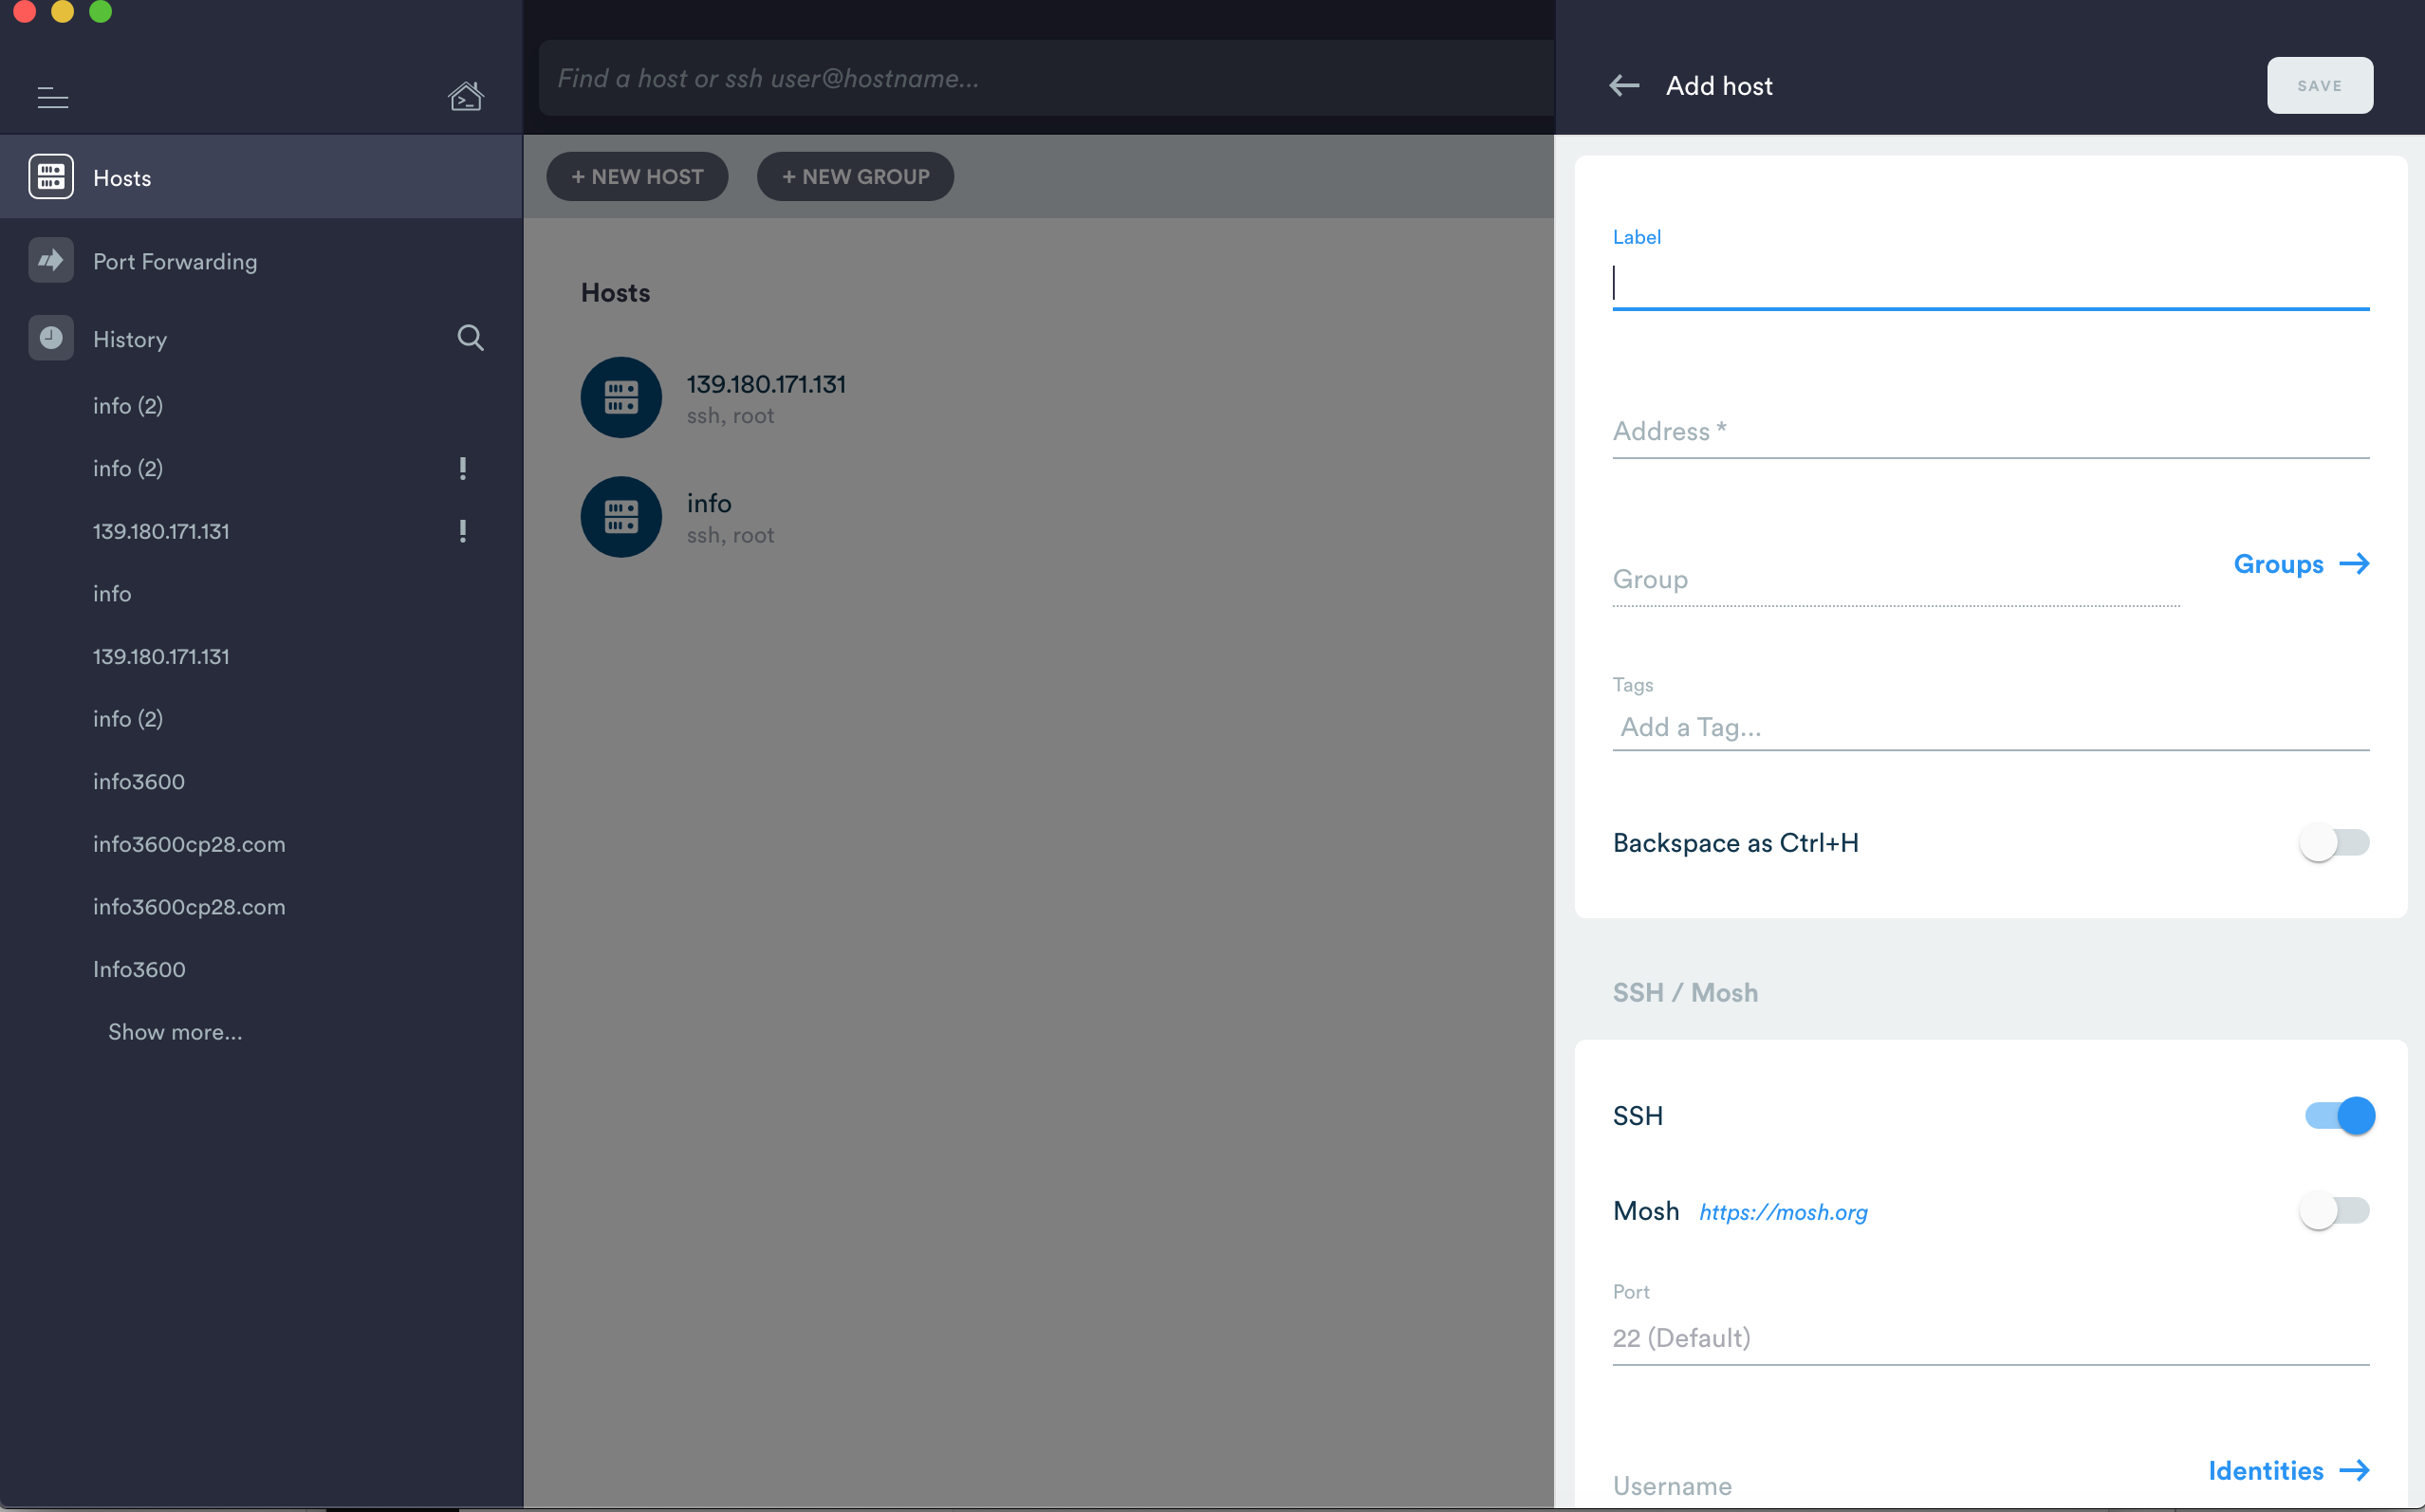 Find a host or ssh user@hostname...
Add host
SAVE
Hosts
Port Forwarding
History
info (2)
info (2)
139.180.171.131
info
139.180.171.131
info (2)
info3600
info3600cp28.com
info3600cp28.com
Info3600
Show more...
+ NEW HOST
+ NEW GROUP
Hosts
139.180.171.131
ssh, root
info
ssh, root
Label
Address *
Group
Groups
Tags
Add a Tag...
Backspace as Ctrl+H
SSH / Mosh
SSH
Mosh https://mosh.org
Port
22 (Default)
Username
Identities